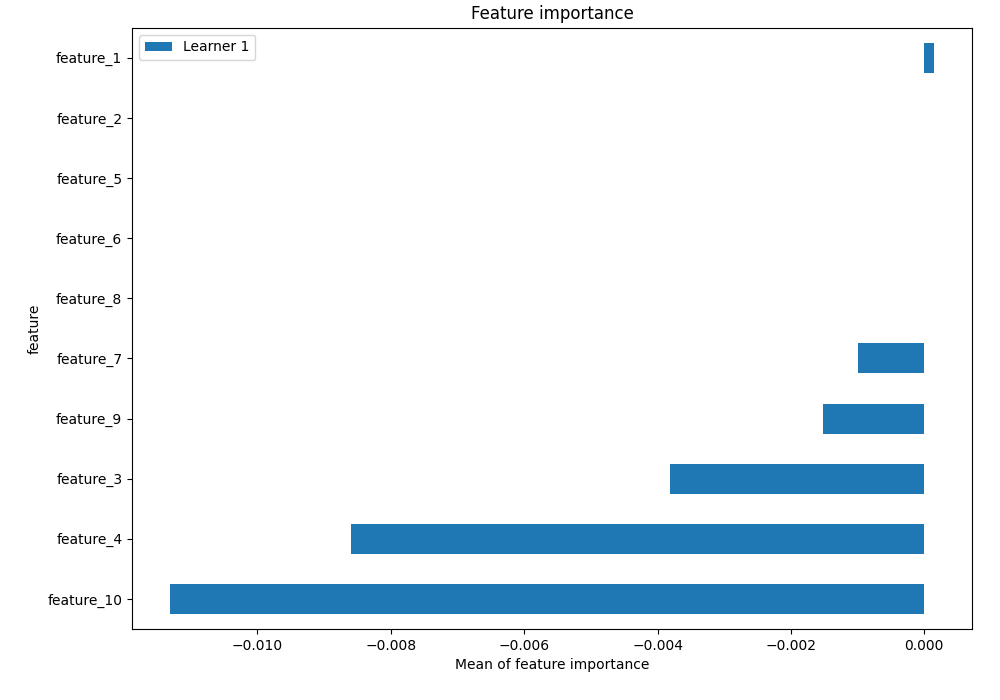 Feature importance
Learner 1
feature_1
feature_2
feature_5
feature_6
feature_8
feature_7
feature_9
feature_3
feature_4
feature_10
feature
−0.010 −0.008 −0.006 −0.004 −0.002 0.000
Mean of feature importance